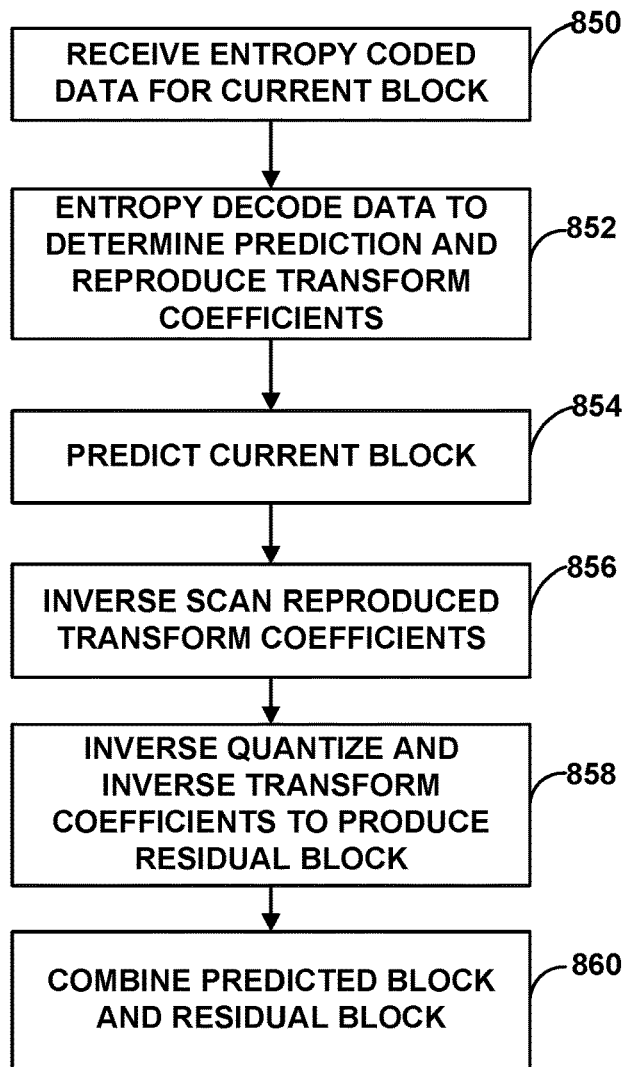 850
RECEIVE ENTROPY CODED
DATA FOR CURRENT BLOCK
852
ENTROPY DECODE DATA TO
DETERMINE PREDICTION AND
REPRODUCE TRANSFORM
COEFFICIENTS
854
PREDICT CURRENT BLOCK
856
INVERSE SCAN REPRODUCED
TRANSFORM COEFFICIENTS
858
INVERSE QUANTIZE AND
INVERSE TRANSFORM
COEFFICIENTS TO PRODUCE
RESIDUAL BLOCK
860
COMBINE PREDICTED BLOCK
AND RESIDUAL BLOCK